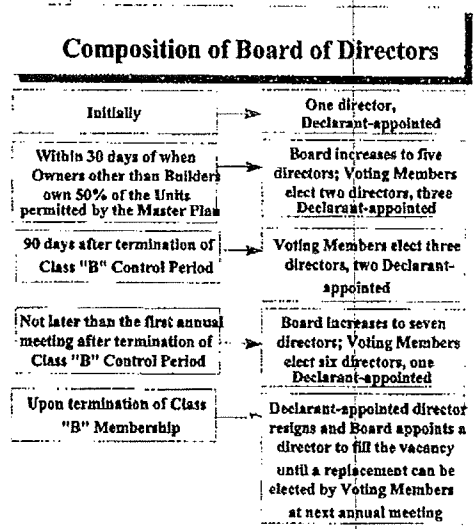 Composition of Board of Directors
Initially
One director,
Declarant-appointed
Within 30 days of when
Owners other than Builders
own 50% of the Units
permitted by the Master Plan
Board increases to five
directors; Voting Members
elect two directors, three
Declarant-appointed
90 days after termination of
Class "B" Control Period
Voting Members elect three
directors, two Declarant-
appointed
Not later than the first annual
meeting after termination of
Class "B" Control Period
Board increases to seven
directors; Voting Members
elect six directors, one
Declarant-appointed
Upon termination of Class
"B" Membership
Declarant-appointed director
resigns and Board appoints a
director to fill the vacancy
until a replacement can be
elected by Voting Members
at next annual meeting